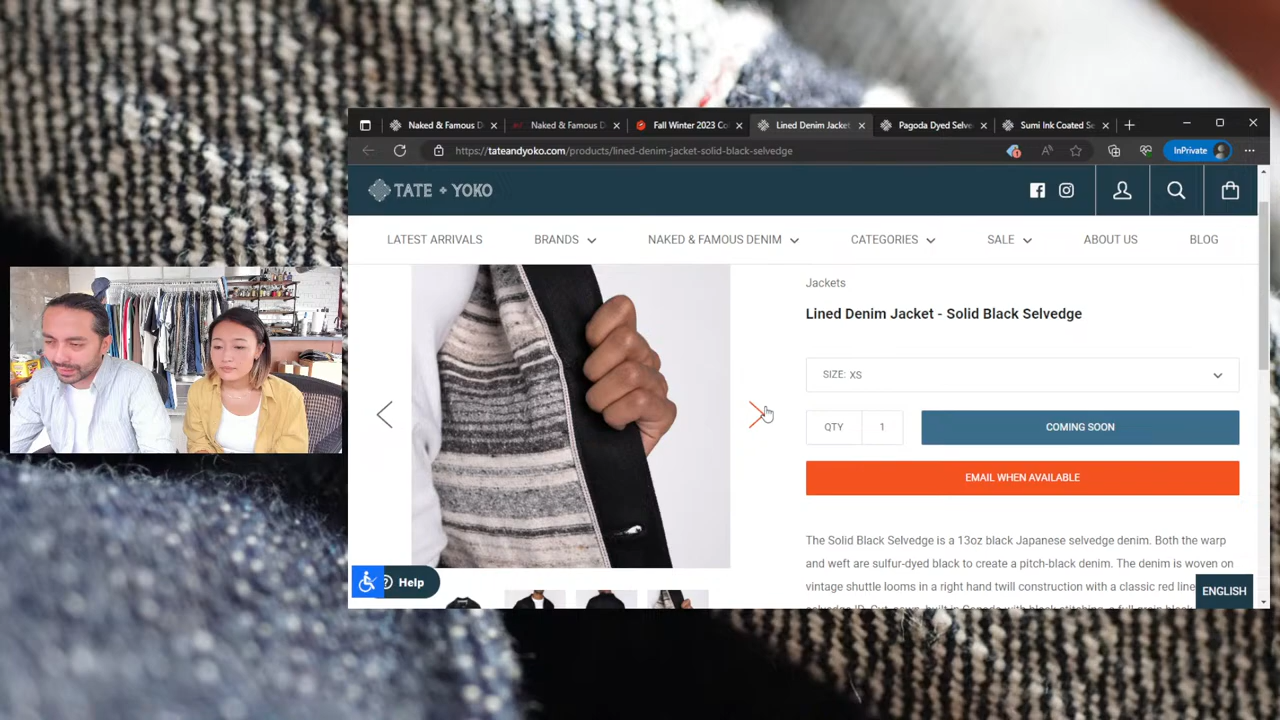 Naked & Famous D
Naked & Famous D
Fall Winter 2023 Co
Lined Denim Jacket
Pagoda Dyed Selve
Sumi Ink Coated Se
https://tateandyoko.com/products/lined-denim-jacket-solid-black-selvedge
InPrivate
TATE + YOKO
LATEST ARRIVALS
BRANDS
NAKED & FAMOUS DENIM
CATEGORIES
SALE
ABOUT US
BLOG
Jackets
Lined Denim Jacket - Solid Black Selvedge
SIZE: XS
QTY 1
COMING SOON
EMAIL WHEN AVAILABLE
The Solid Black Selvedge is a 13oz black Japanese selvedge denim. Both the warp
and weft are sulfur-dyed black to create a pitch-black denim. The denim is woven on
vintage shuttle looms in a right hand twill construction with a classic red line
Help
ENGLISH